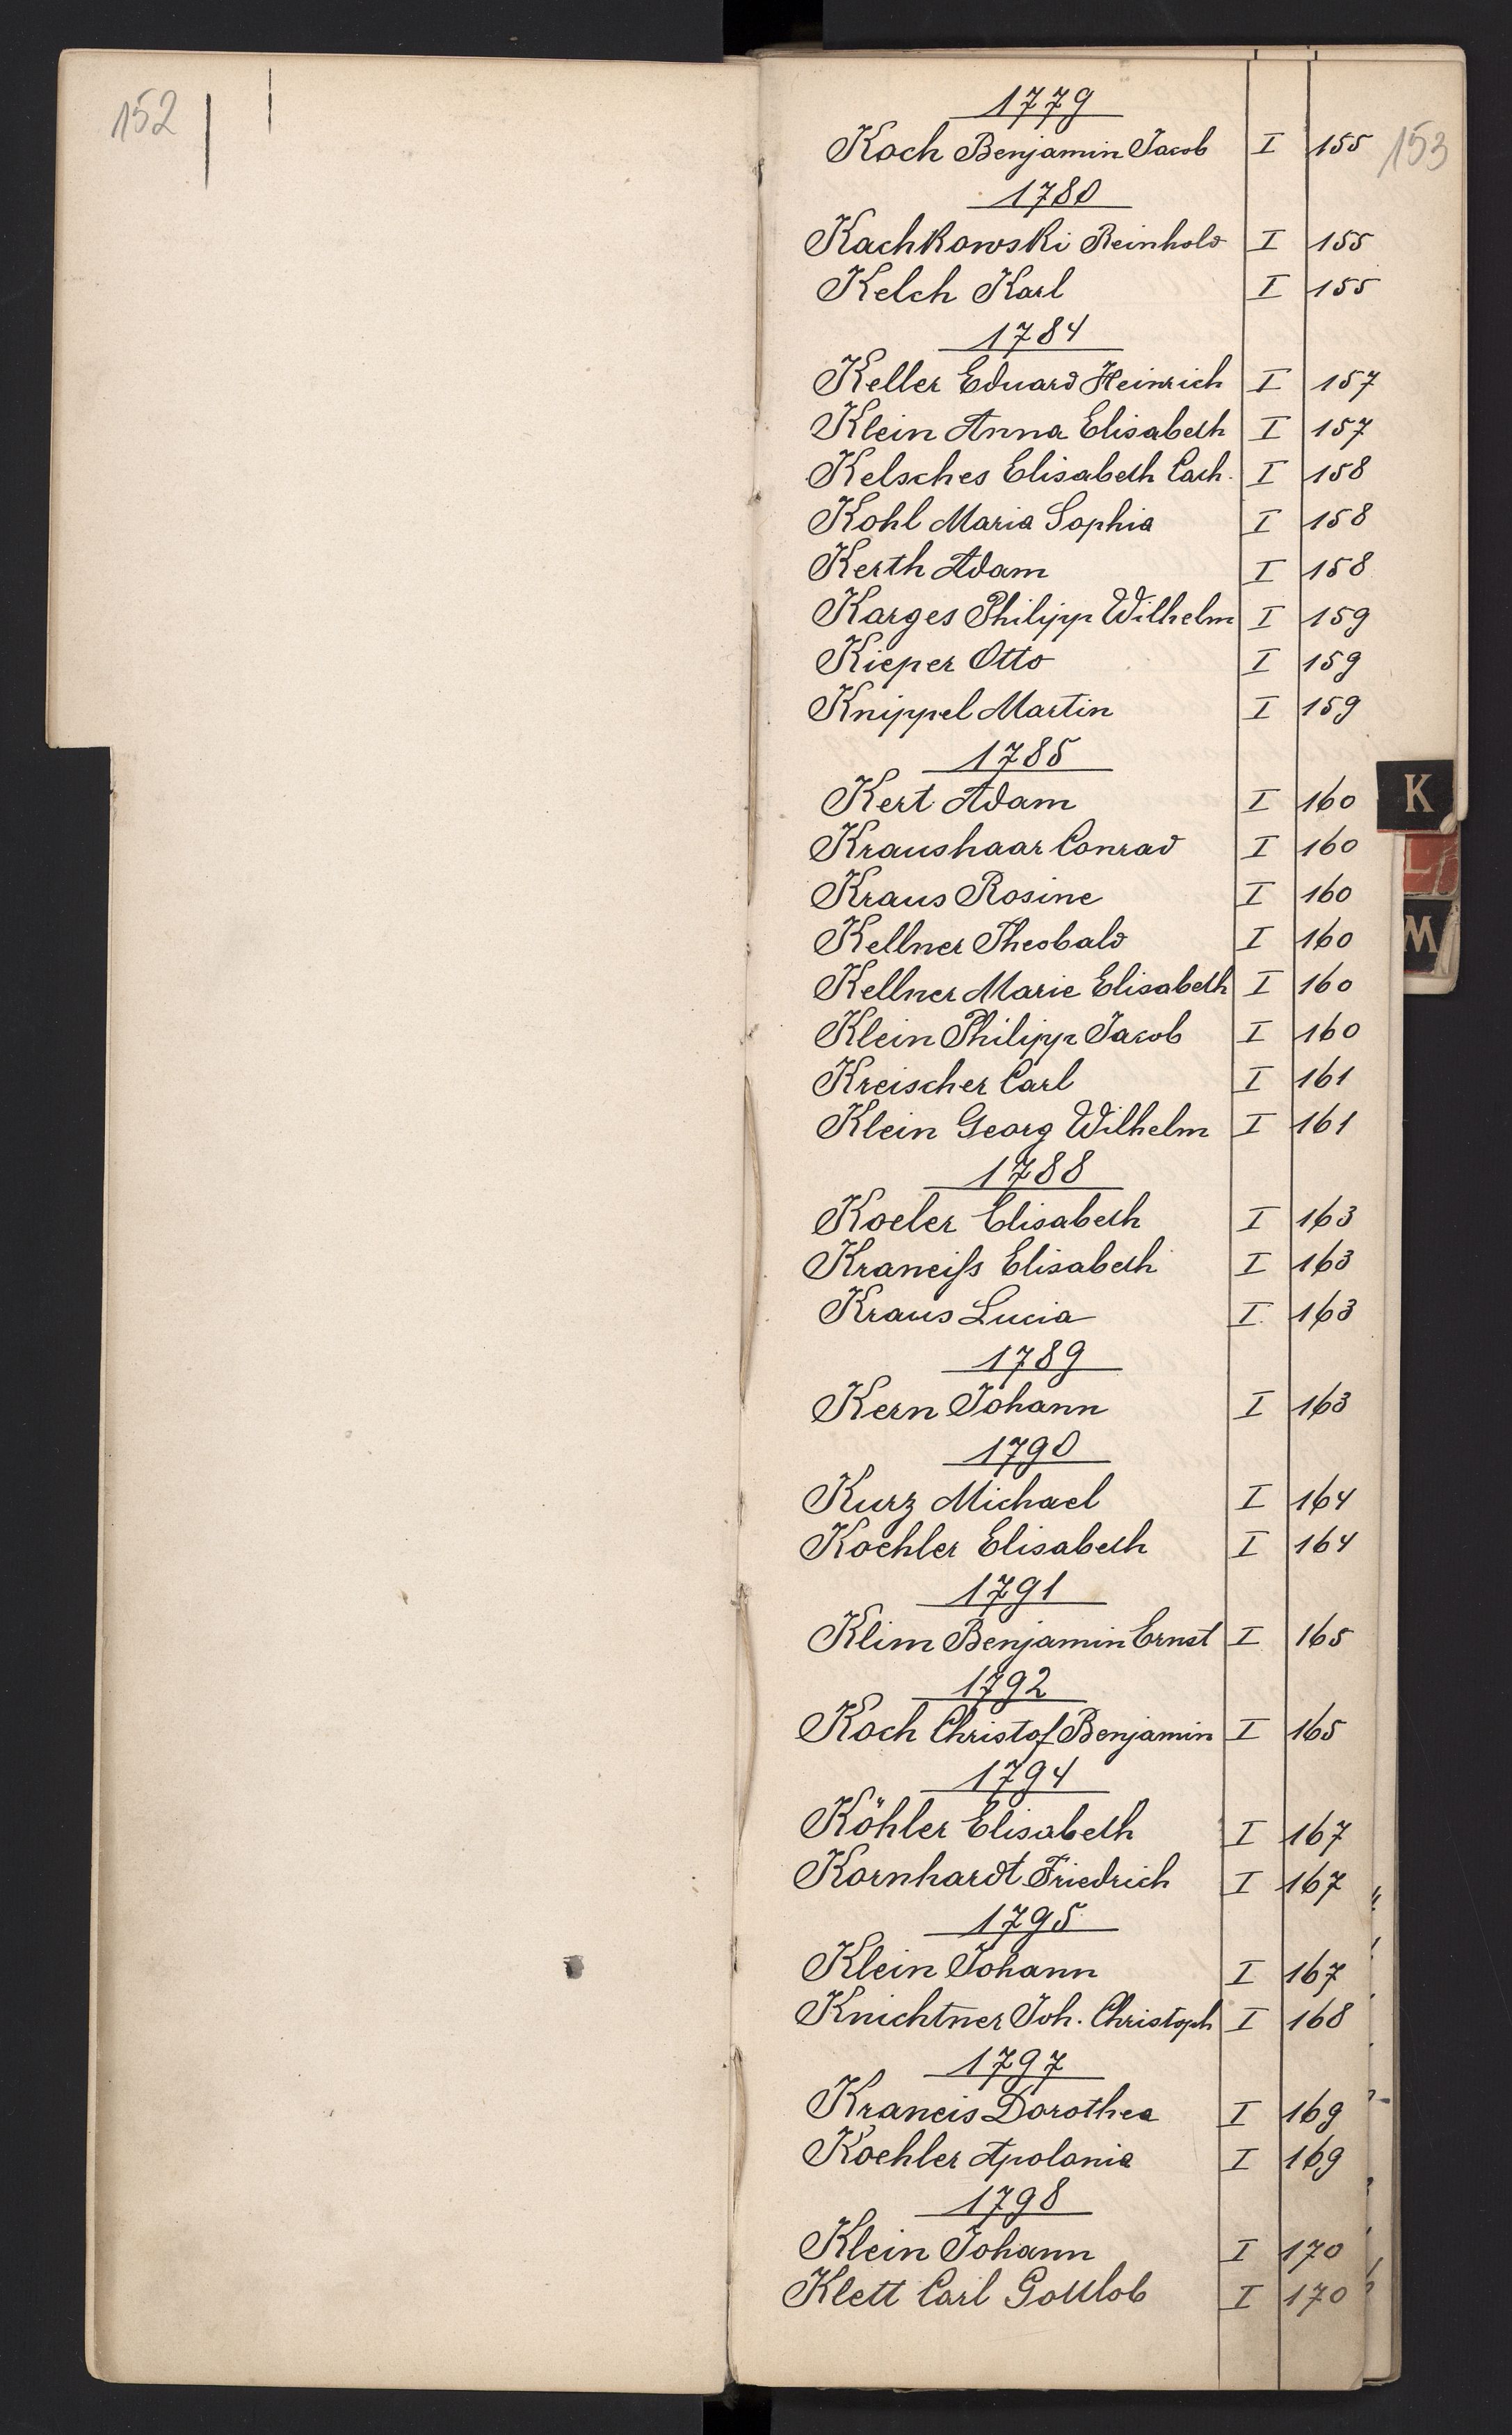 152
153
1779
Koch Benjamin Jacob I 155
1780
Kachkowski Reinhold I 155
Kelch Karl I 155
1784
Keller Eduard Heinrich I 157
Klein Anna Elisabeth I 157
Kelsches Elisabeth Cath. I 158
Kohl Maria Sophia I 158
Kerth Adam I 158
Karges Philipp Wilhelm I 159
Kieper Otto I 159
Knippel Martin I 159
1785
Kert Adam I 160
Kraushaar Conrad I 160
Kraus Rosine I 160
Kellner Theobald I 160
Kellner Marie Elisabeth I 160
Klein Philipp Jacob I 160
Kreischer Carl I 161
Klein Georg Wilhelm I 161
1788
Koeler Elisabeth I 163
Kraneiſs Elisabeth I 163
Kraus Lucia I 163
1789
Kern Johann I 163
1790
Kurz Michael I 164
Koehler Elisabeth I 164
1791
Klim Benjamin Ernst I 165
1792
Koch Christof Benjamin I 165
1794
Köhler Elisabeth I 167
Kornhardt Friedrich I 167
1795
Klein Johann I 167
Knichtner Joh. Christoph I 168
1797
Kraneis Dorothea I 169
Koehler Apolonia I 169
1798
Klein Johann I 170
Klett Carl Gottlob I 170
K
L
M